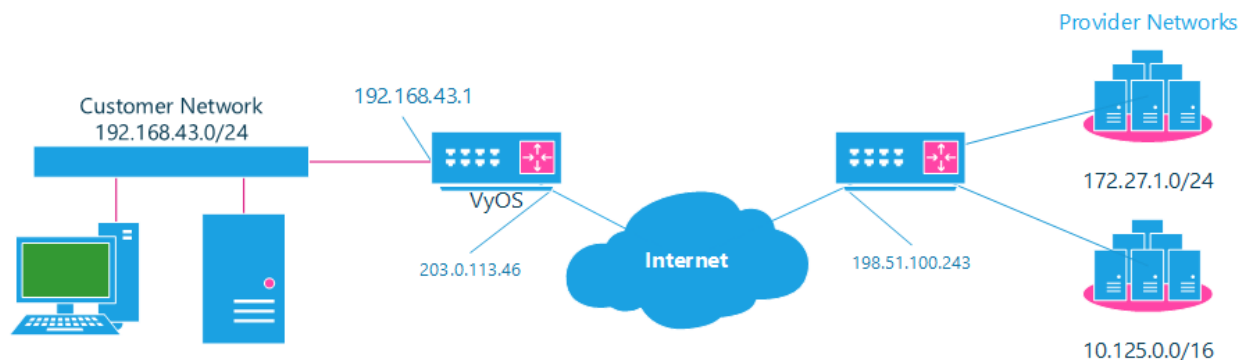 Provider Networks
Customer Network
192.168.43.0/24
192.168.43.1
VyOS
203.0.113.46
Internet
198.51.100.243
172.27.1.0/24
10.125.0.0/16